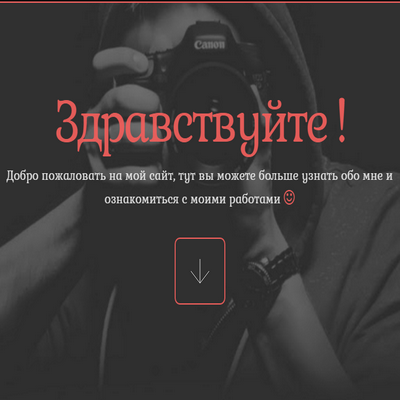 Canon
Здравствуйте !
Добро пожаловать на мой сайт, тут вы можете больше узнать обо мне и
ознакомиться с моими работами